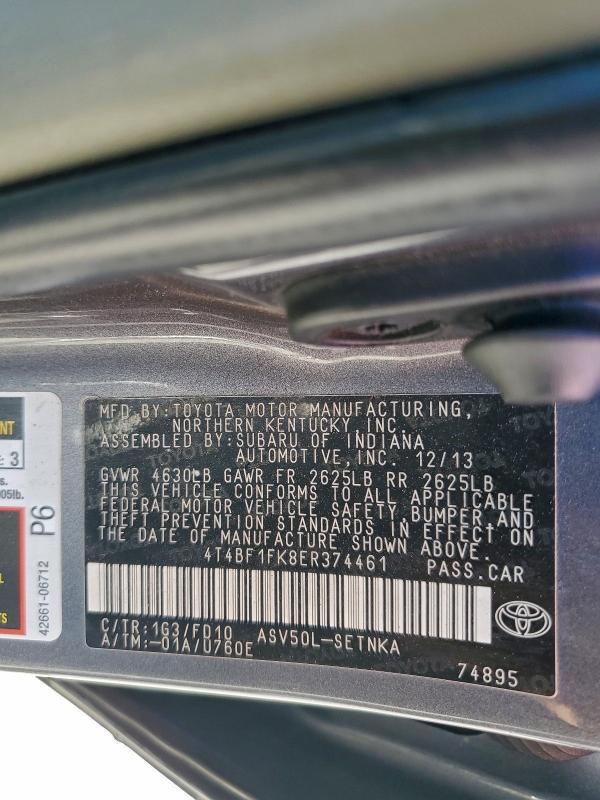 MFD BY:TOYOTA MOTOR MANUFACTURING,
NORTHERN KENTUCKY, INC.
ASSEMBLED BY:SUBARU OF INDIANA
AUTOMOTIVE,INC. 12/13
GVWR 4630LB GAWR FR 2625LB RR 2625LB
THIS VEHICLE CONFORMS TO ALL APPLICABLE
FEDERAL MOTOR VEHICLE SAFETY, BUMPER,AND
THEFT PREVENTION STANDARDS IN EFFECT ON
THE DATE OF MANUFACTURE SHOWN ABOVE.
4T4BF1FK8ER374461 PASS.CAR
C/TR:1G3/FD10 ASV50L-SETNKA
A/TM:-01A/U760E
74895
P6
42661-06712
3
05lb.